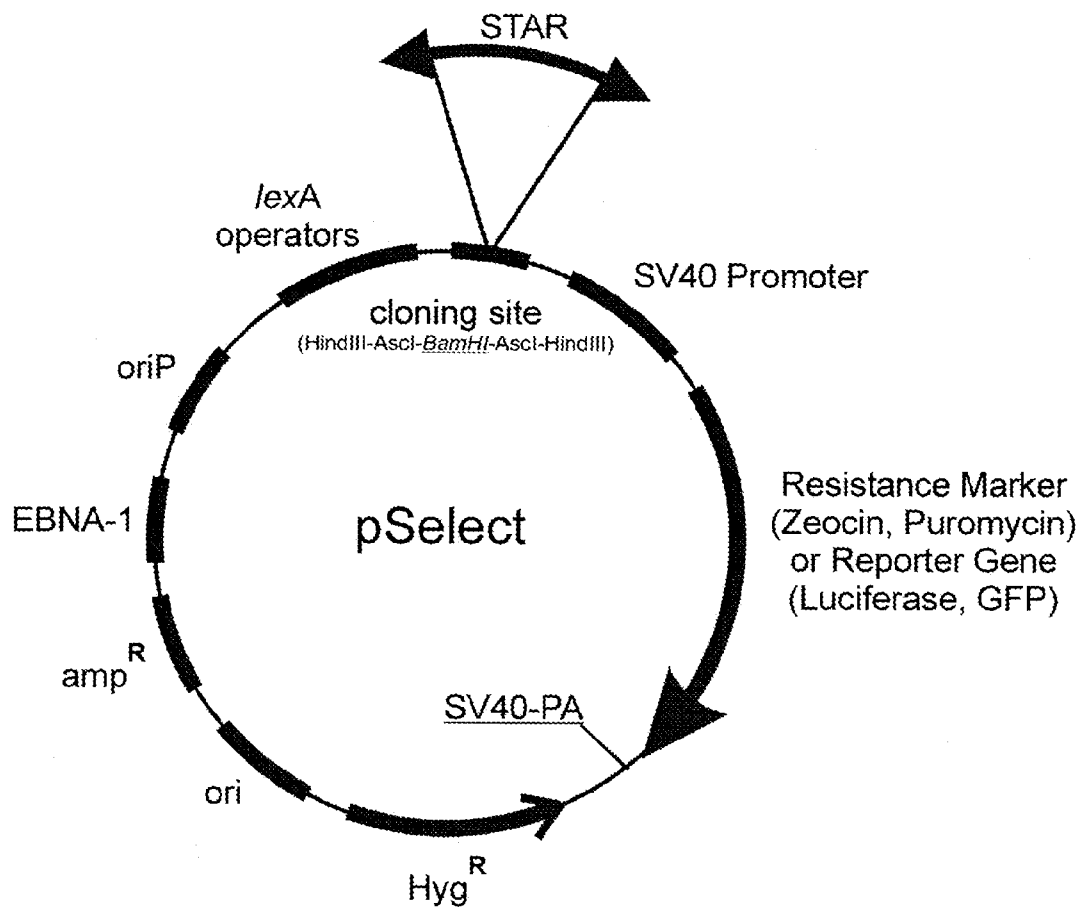 STAR
lexA
operators
SV40 Promoter
cloning site
(HindIII-AscI-BamHI-AscI-HindIII)
oriP
EBNA-1
pSelect
Resistance Marker
(Zeocin, Puromycin)
or Reporter Gene
(Luciferase, GFP)
amp R
SV40-PA
ori
Hyg R